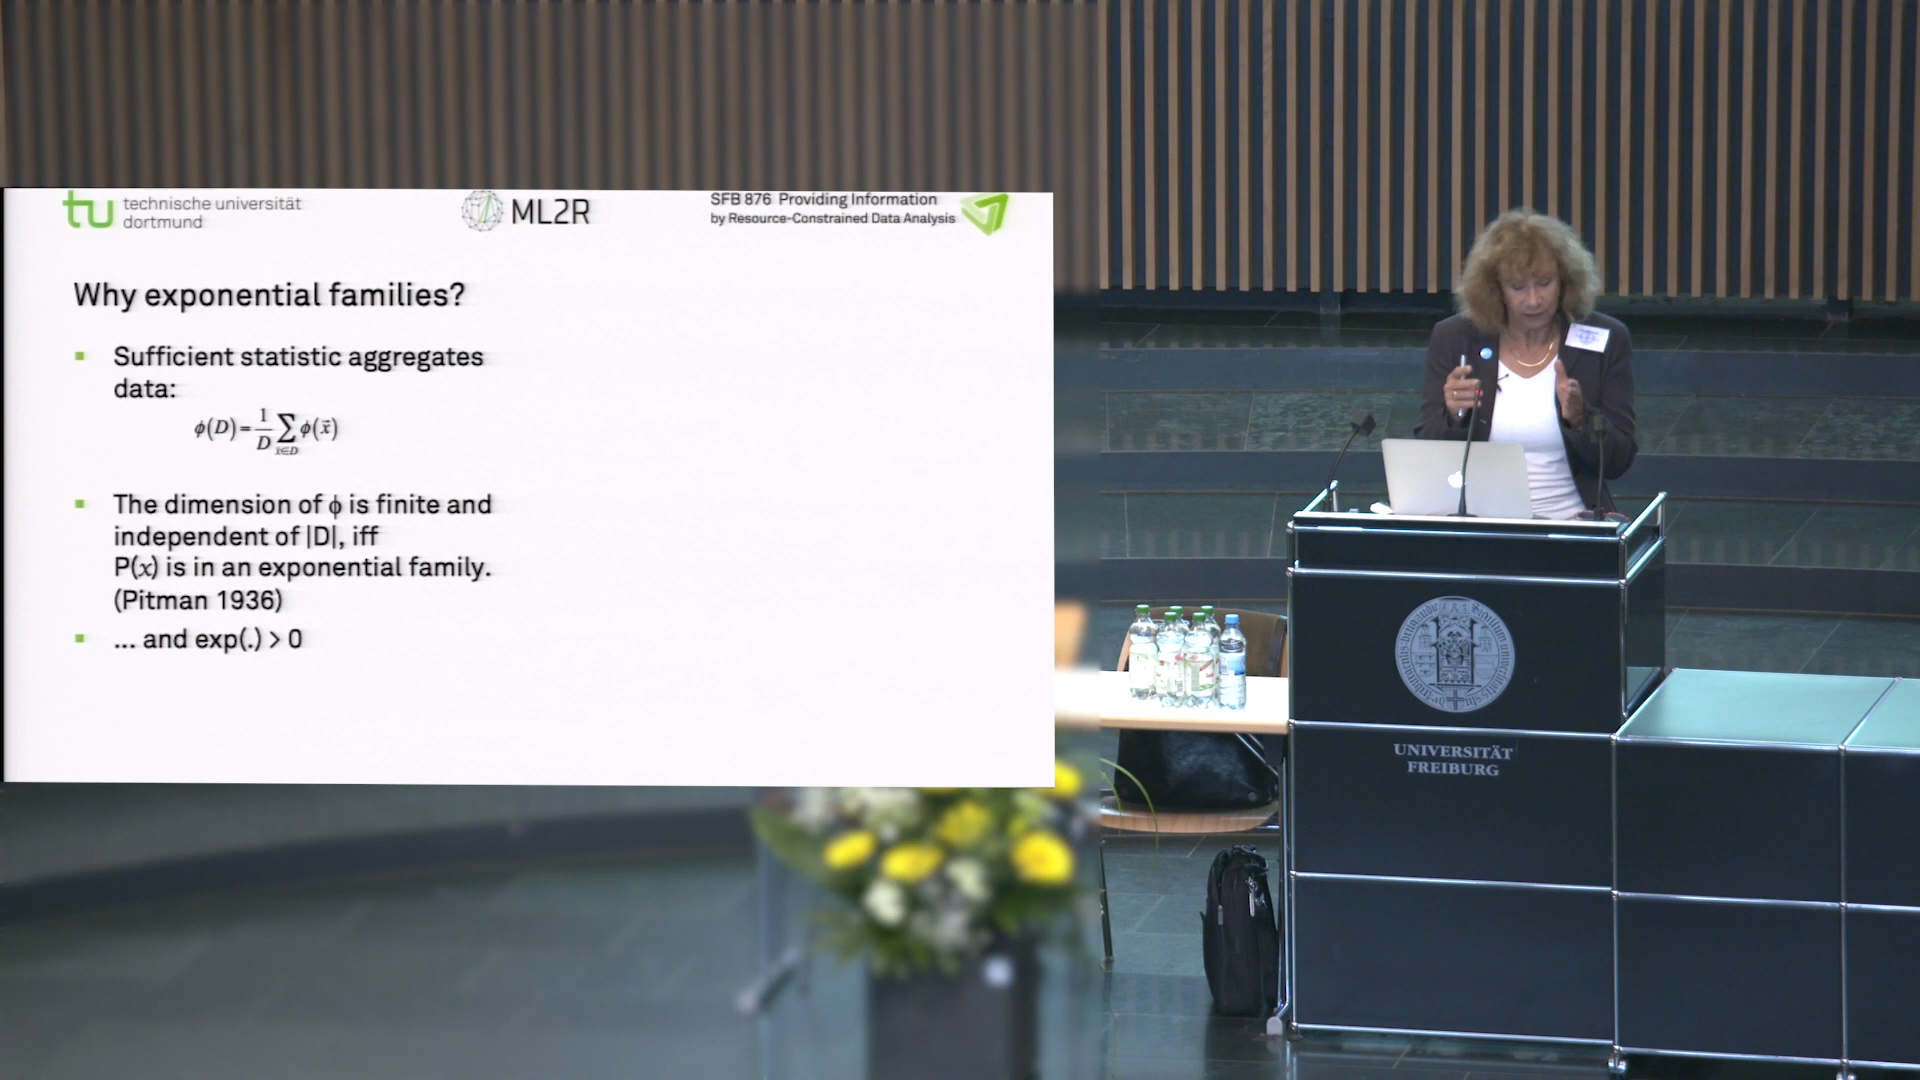 technische universität
dortmund
ML2R
SFB 876 Providing Information
by Resource-Constrained Data Analysis
Why exponential families?
Sufficient statistic aggregates
data:
ϕ(D)=1/D ∑ ϕ(x⃗)
x∈D
The dimension of ϕ is finite and
independent of |D|, iff
P(x) is in an exponential family.
(Pitman 1936)
... and exp(.) > 0
UNIVERSITÄT
FREIBURG